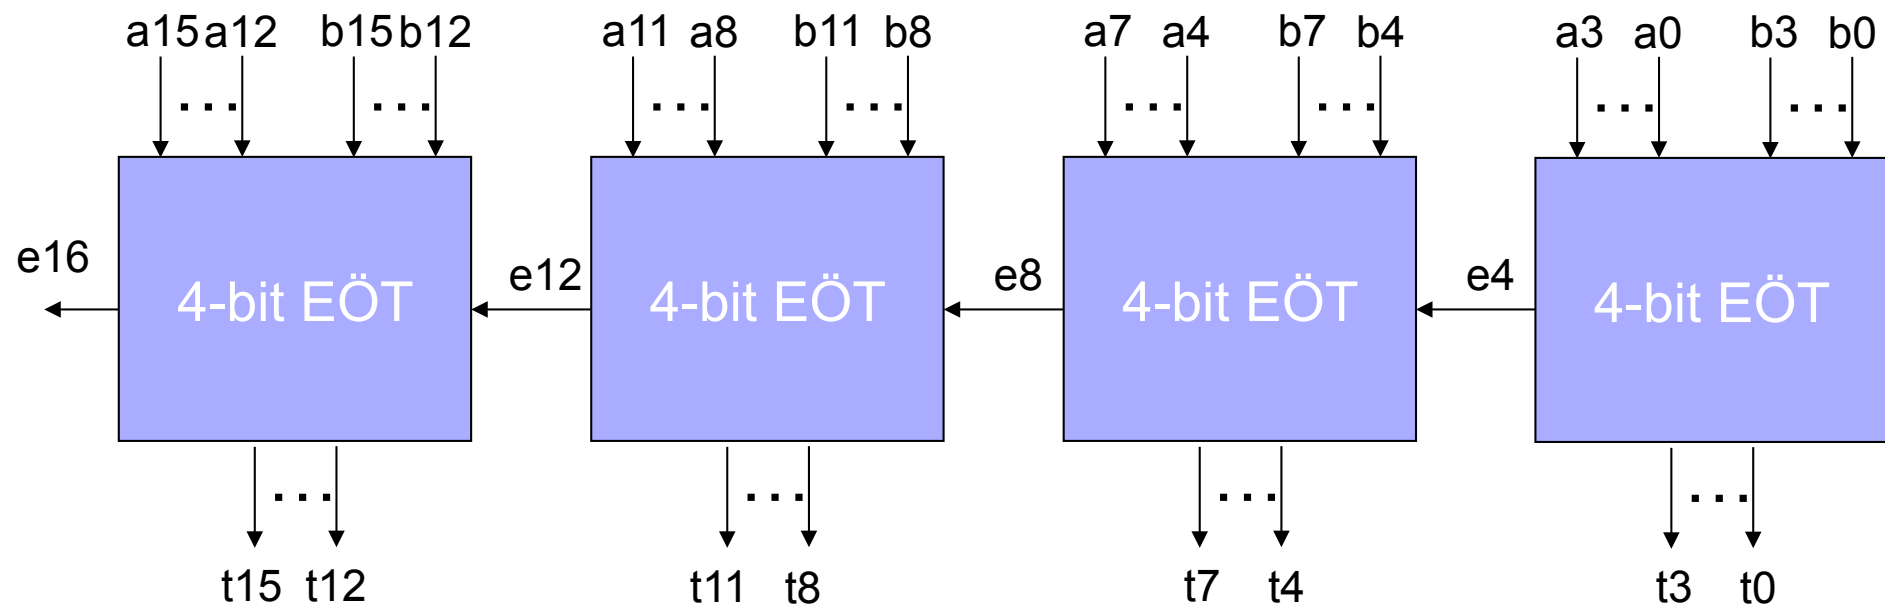 a15 a12 b15 b12 a11 a8 b11 b8 a7 a4 b7 b4 a3 a0 b3 b0
... ... ... ... ... ... ... ...
e16 e12 e8 e4
4-bit EÖT 4-bit EÖT 4-bit EÖT 4-bit EÖT
... ... ... ...
t15 t12 t11 t8 t7 t4 t3 t0